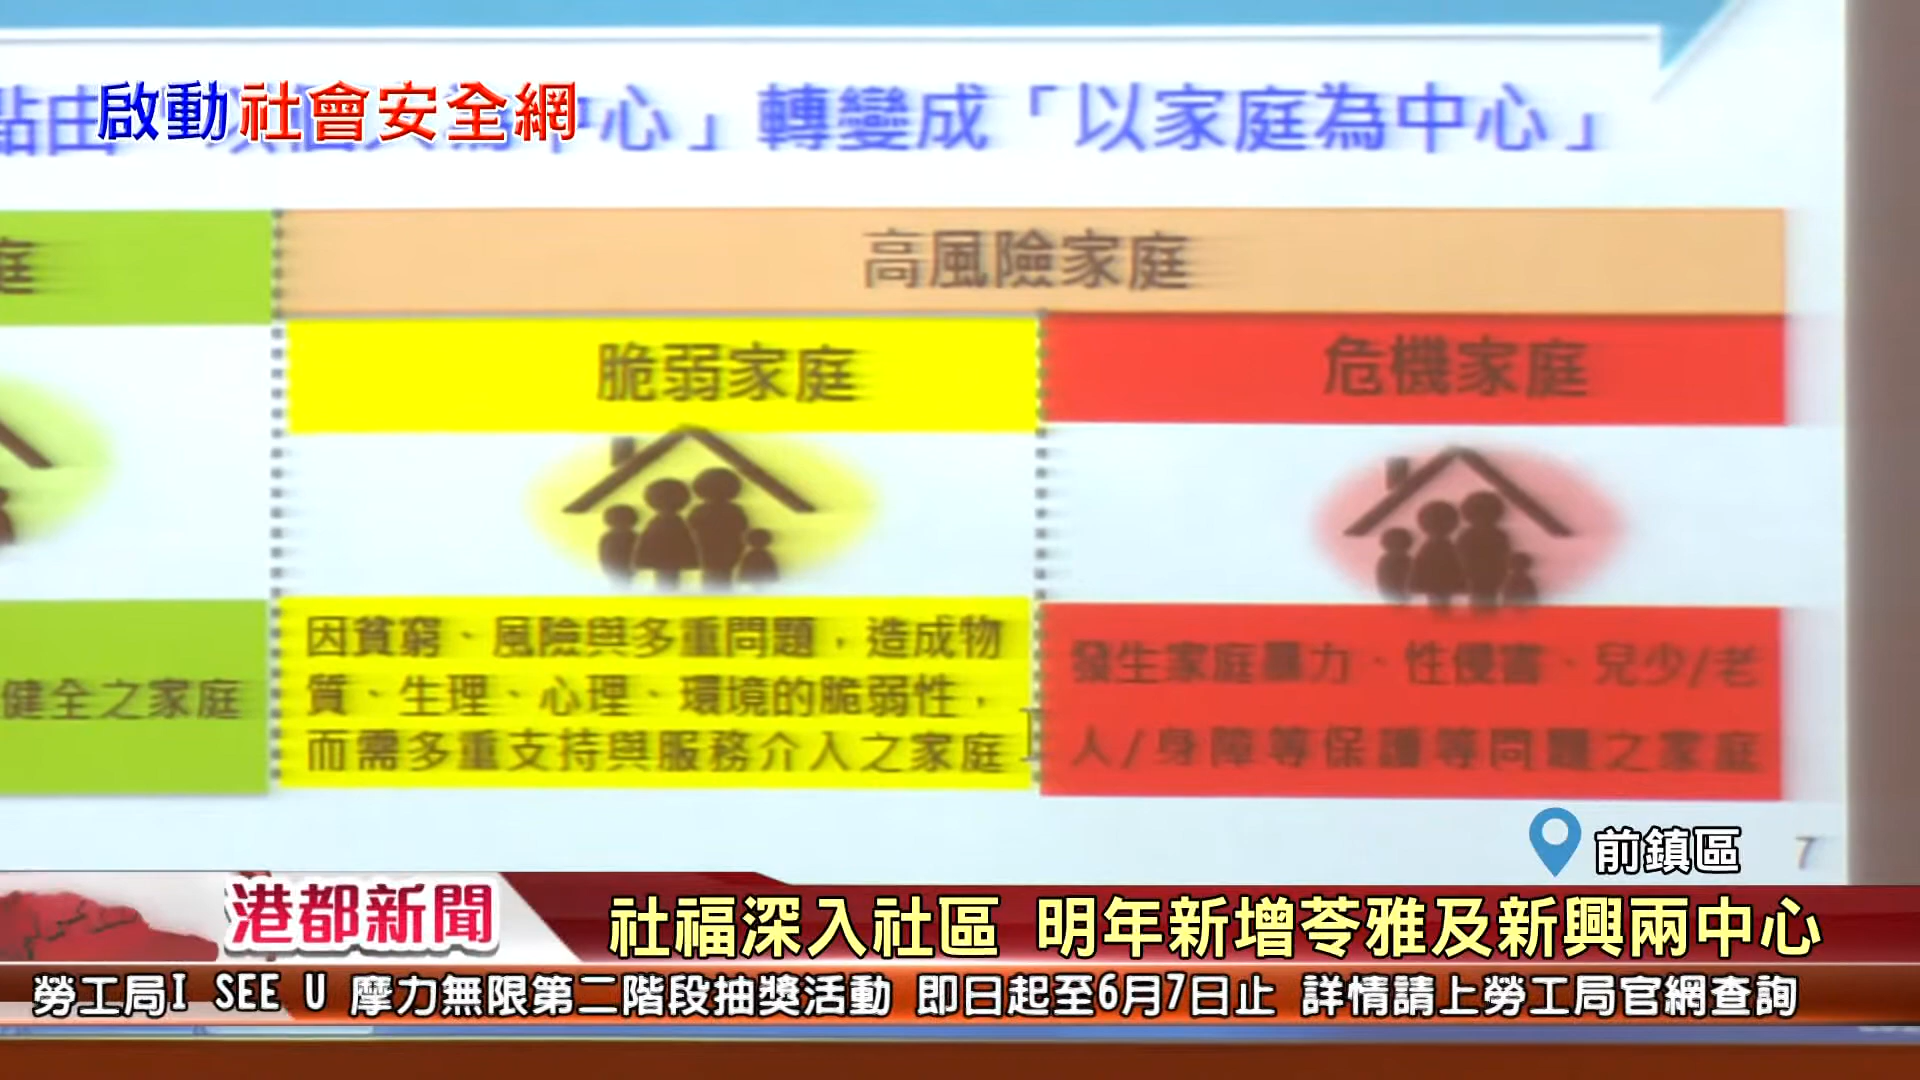 啟動社會安全網
點由
中心」轉變成「以家庭為中心」
庭
高風險家庭
脆弱家庭
危機家庭
健全之家庭
因貧窮、風險與多重問題，造成物
質、生理、心理、環境的脆弱性，
而需多重支持與服務介入之家庭
發生家庭暴力、性侵害、兒少/老
人/身障等保護等問題之家庭
前鎮區
7
港都新聞
社福深入社區 明年新增苓雅及新興兩中心
勞工局I SEE U 摩力無限第二階段抽獎活動 即日起至6月7日止 詳情請上勞工局官網查詢